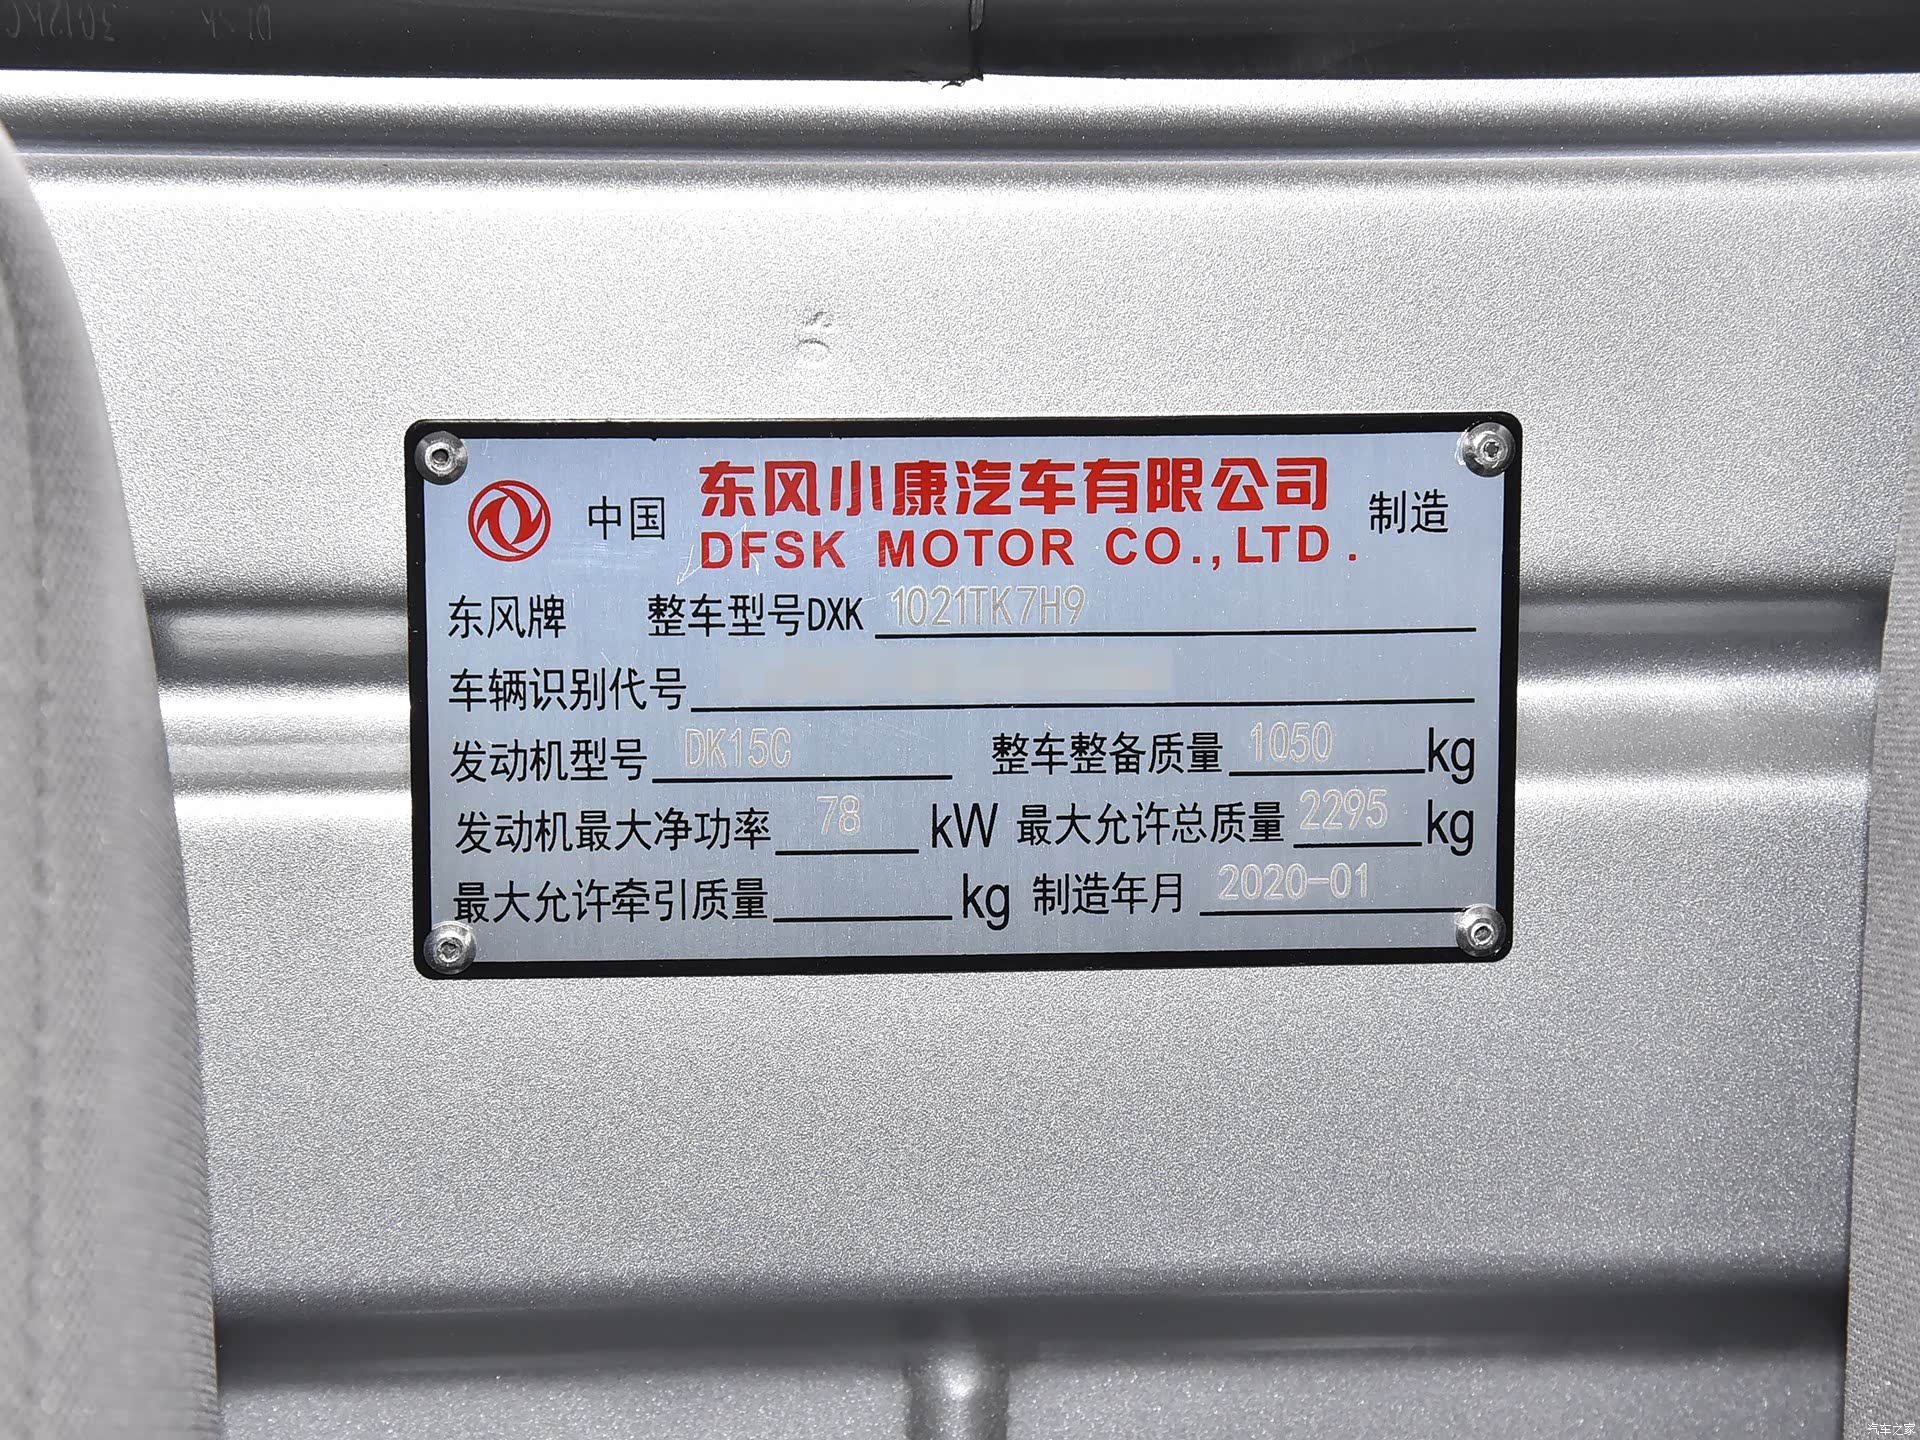 中国 东风小康汽车有限公司 制造
DFSK MOTOR CO.,LTD.
东风牌 整车型号DXK 1021TK7H9
车辆识别代号
发动机型号 DK15C 整车整备质量 1050 kg
发动机最大净功率 78 kW 最大允许总质量 2295 kg
最大允许牵引质量 kg 制造年月 2020-01
汽车之家